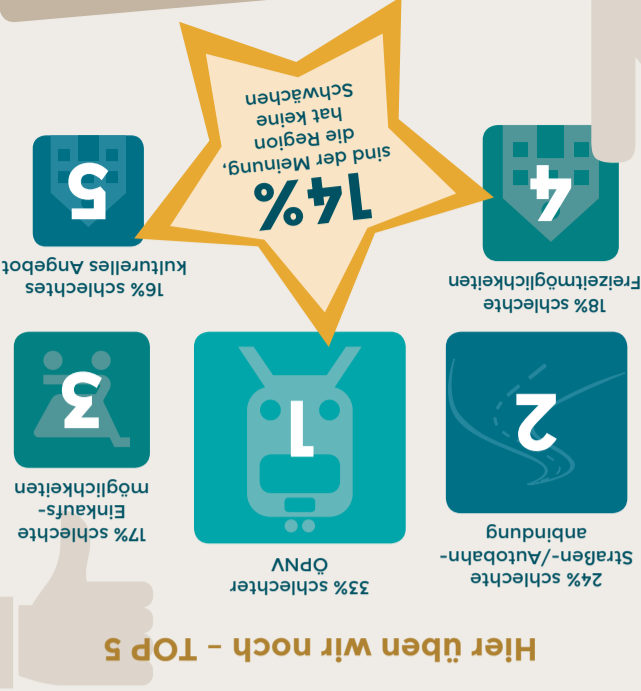 Hier üben wir noch – TOP 5
24% schlechte
Straßen-/Autobahn-
anbindung
2
33% schlechter
ÖPNV
1
17% schlechte
Einkaufs-
möglichkeiten
3
18% schlechte
Freizeitmöglichkeiten
4
16% schlechtes
kulturelles Angebot
5
14%
sind der Meinung,
die Region
hat keine
Schwächen